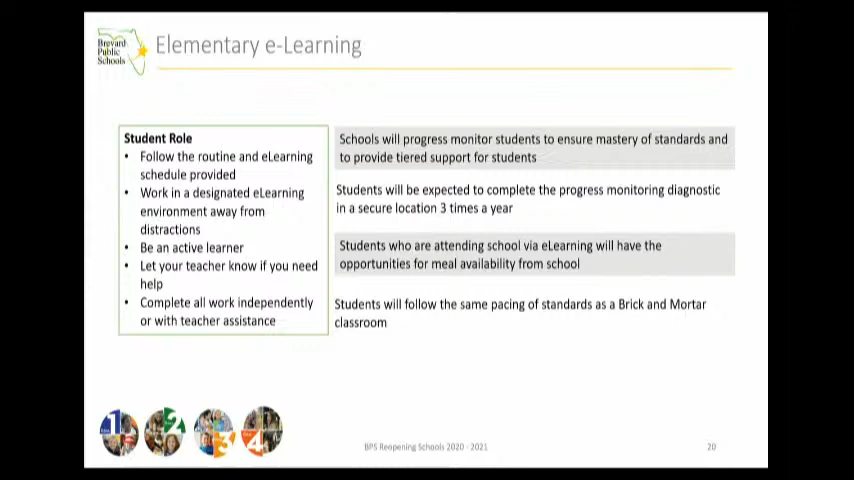 Brevard
Public
Schools
Elementary e-Learning
Student Role
• Follow the routine and eLearning
schedule provided
• Work in a designated eLearning
environment away from
distractions
• Be an active learner
• Let your teacher know if you need
help
• Complete all work independently
or with teacher assistance
Schools will progress monitor students to ensure mastery of standards and
to provide tiered support for students
Students will be expected to complete the progress monitoring diagnostic
in a secure location 3 times a year
Students who are attending school via eLearning will have the
opportunities for meal availability from school
Students will follow the same pacing of standards as a Brick and Mortar
classroom
1
2
3
4
BPS Reopening Schools 2020 - 2021
20